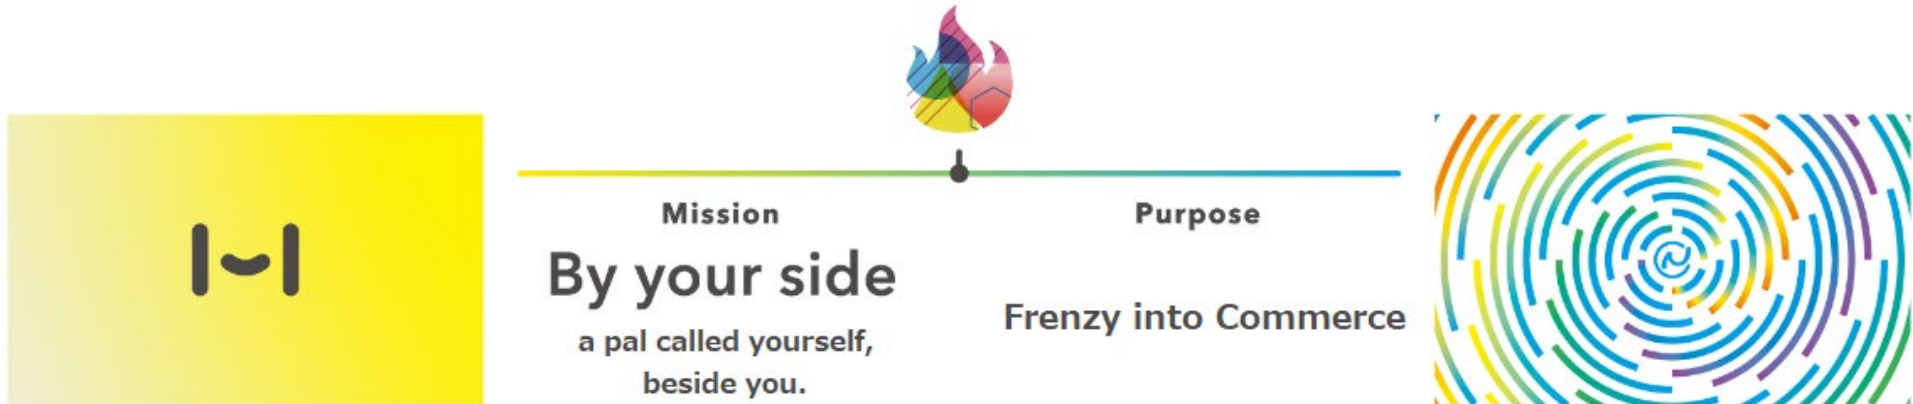 Mission
By your side
a pal called yourself,
beside you.
Purpose
Frenzy into Commerce